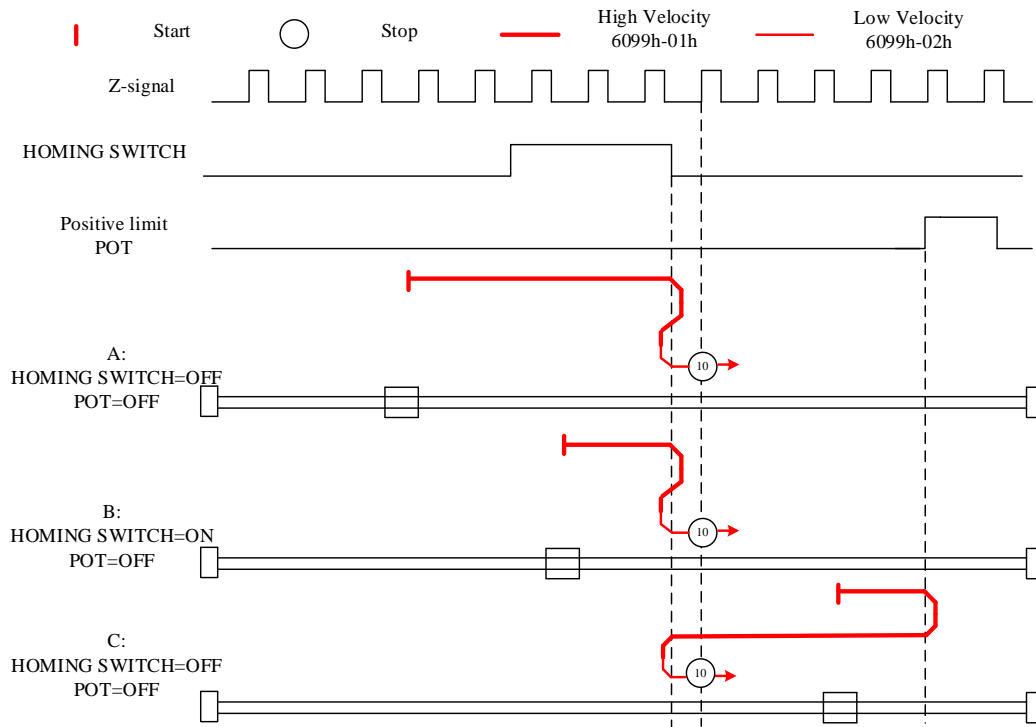 Start
Stop
High Velocity
6099h-01h
Low Velocity
6099h-02h
Z-signal
HOMING SWITCH
Positive limit
POT
A:
HOMING SWITCH=OFF
POT=OFF
10
B:
HOMING SWITCH=ON
POT=OFF
10
C:
HOMING SWITCH=OFF
POT=OFF
10